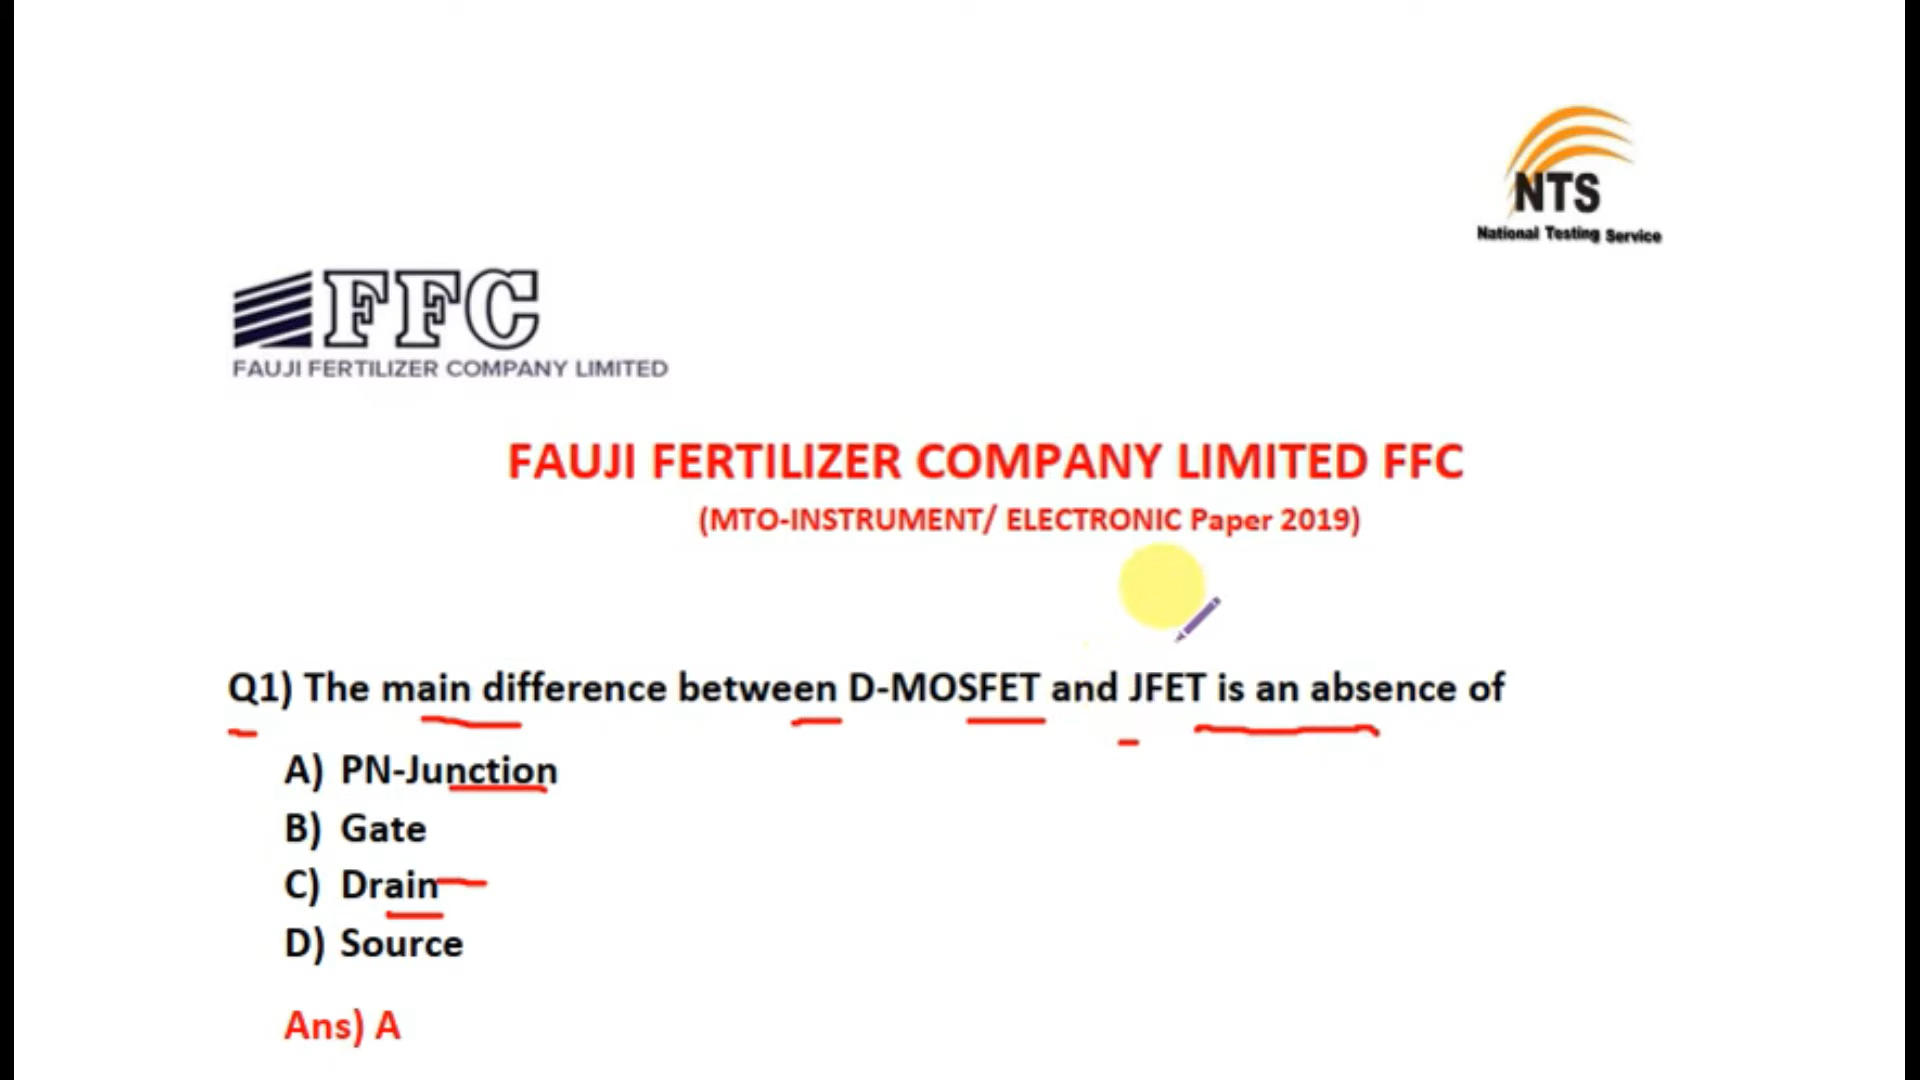 NTS
National Testing Service
FFC
FAUJI FERTILIZER COMPANY LIMITED
FAUJI FERTILIZER COMPANY LIMITED FFC
(MTO-INSTRUMENT/ ELECTRONIC Paper 2019)
Q1) The main difference between D-MOSFET and JFET is an absence of
A) PN-Junction
B) Gate
C) Drain
D) Source
Ans) A